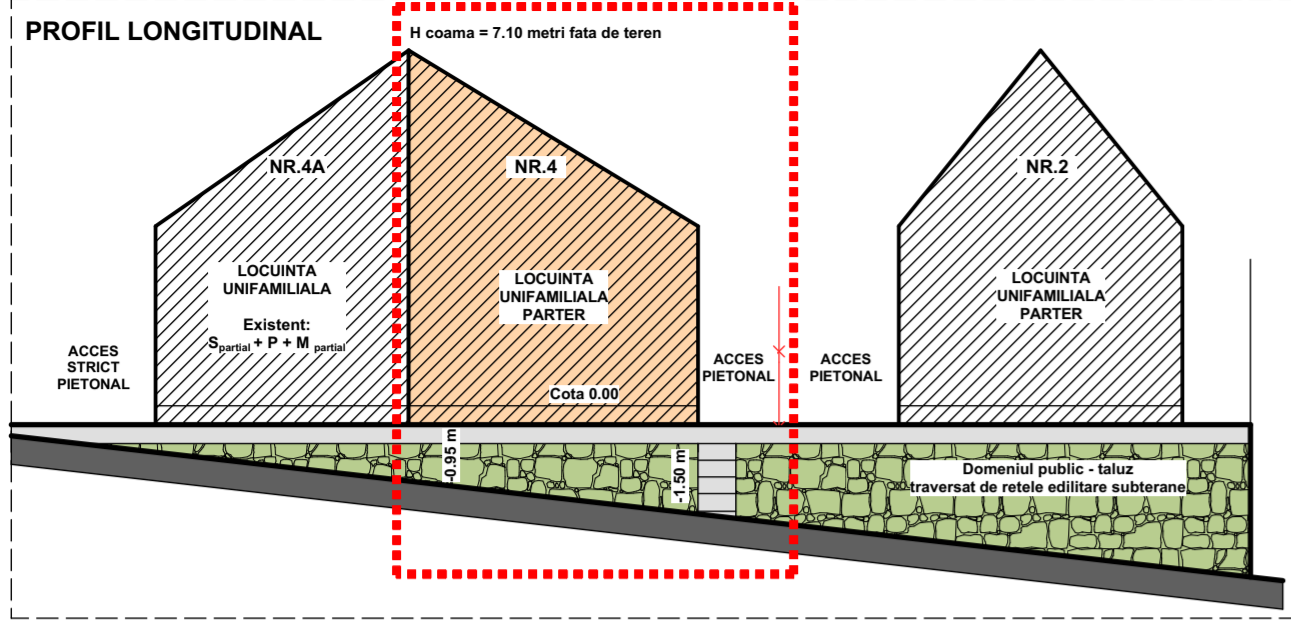 PROFIL LONGITUDINAL
H coama = 7.10 metri fata de teren
NR.4A
NR.4
NR.2
LOCUINTA
UNIFAMILIALA
Existent:
Spartial + P + M partial
LOCUINTA
UNIFAMILIALA
PARTER
LOCUINTA
UNIFAMILIALA
PARTER
ACCES
STRICT
PIETONAL
ACCES
PIETONAL
ACCES
PIETONAL
Cota 0.00
-0.95 m
-1.50 m
Domeniul public - taluz
traversat de retele edilitare subterane